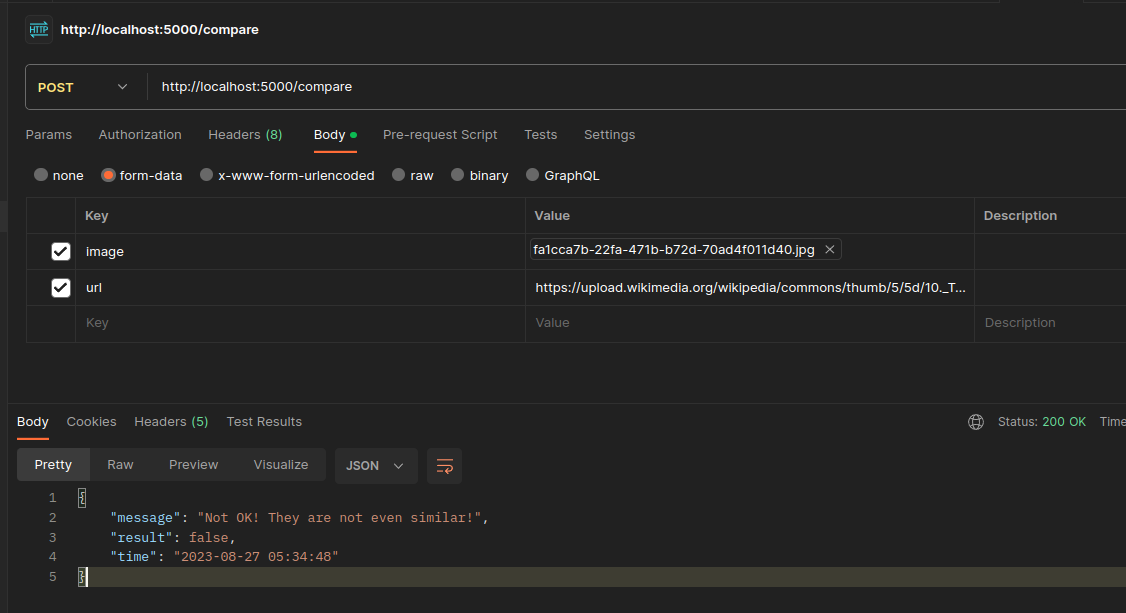 HTTP http://localhost:5000/compare
POST http://localhost:5000/compare
Params Authorization Headers (8) Body Pre-request Script Tests Settings
none form-data x-www-form-urlencoded raw binary GraphQL
Key Value Description
image fa1cca7b-22fa-471b-b72d-70ad4f011d40.jpg
url https://upload.wikimedia.org/wikipedia/commons/thumb/5/5d/10._T...
Key Value Description
Body Cookies Headers (5) Test Results Status: 200 OK Time
Pretty Raw Preview Visualize JSON
1 {
2 "message": "Not OK! They are not even similar!",
3 "result": false,
4 "time": "2023-08-27 05:34:48"
5 }